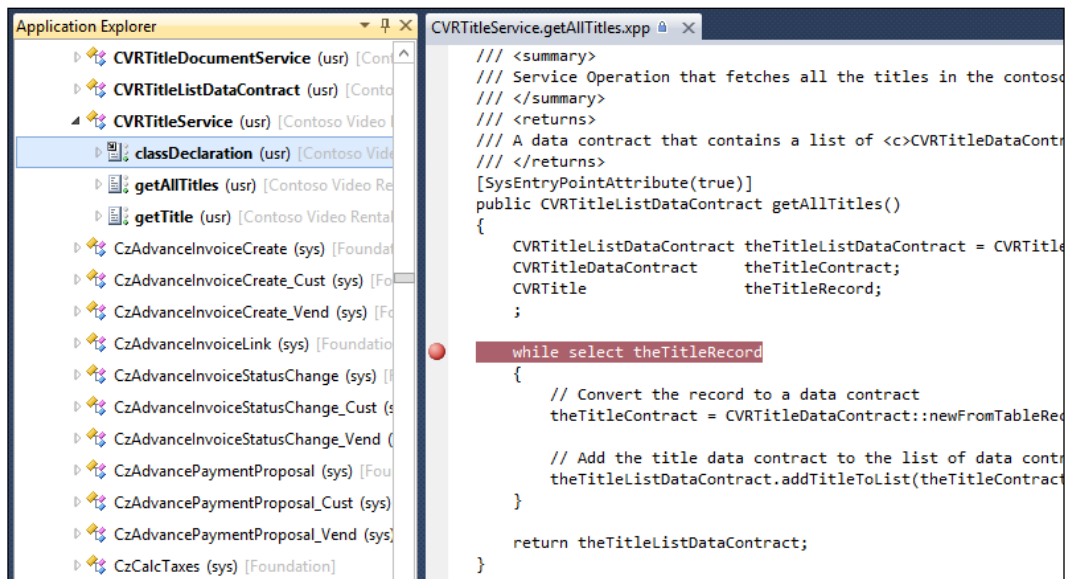 Application Explorer
CVRTitleDocumentService (usr) [Cont
CVRTitleListDataContract (usr) [Conto
CVRTitleService (usr) [Contoso Video
classDeclaration (usr) [Contoso Vide
getAllTitles (usr) [Contoso Video Re
getTitle (usr) [Contoso Video Rental
CzAdvanceInvoiceCreate (sys) [Foundat
CzAdvanceInvoiceCreate_Cust (sys) [Fo
CzAdvanceInvoiceCreate_Vend (sys) [Fo
CzAdvanceInvoiceLink (sys) [Foundatio
CzAdvanceInvoiceStatusChange (sys) [F
CzAdvanceInvoiceStatusChange_Cust (s
CzAdvanceInvoiceStatusChange_Vend (
CzAdvancePaymentProposal (sys) [Fou
CzAdvancePaymentProposal_Cust (sys)
CzAdvancePaymentProposal_Vend (sys)
CzCalcTaxes (sys) [Foundation]
CVRTitleService.getAllTitles.xpp
/// <summary>
/// Service Operation that fetches all the titles in the contoso
/// </summary>
/// <returns>
/// A data contract that contains a list of <c>CVRTitleDataContr
/// </returns>
[SysEntryPointAttribute(true)]
public CVRTitleListDataContract getAllTitles()
{
CVRTitleListDataContract theTitleListDataContract = CVRTitle
CVRTitleDataContract theTitleContract;
CVRTitle theTitleRecord;
;
while select theTitleRecord
{
// Convert the record to a data contract
theTitleContract = CVRTitleDataContract::newFromTableRec
// Add the title data contract to the list of data contr
theTitleListDataContract.addTitleToList(theTitleContract
}
return theTitleListDataContract;
}